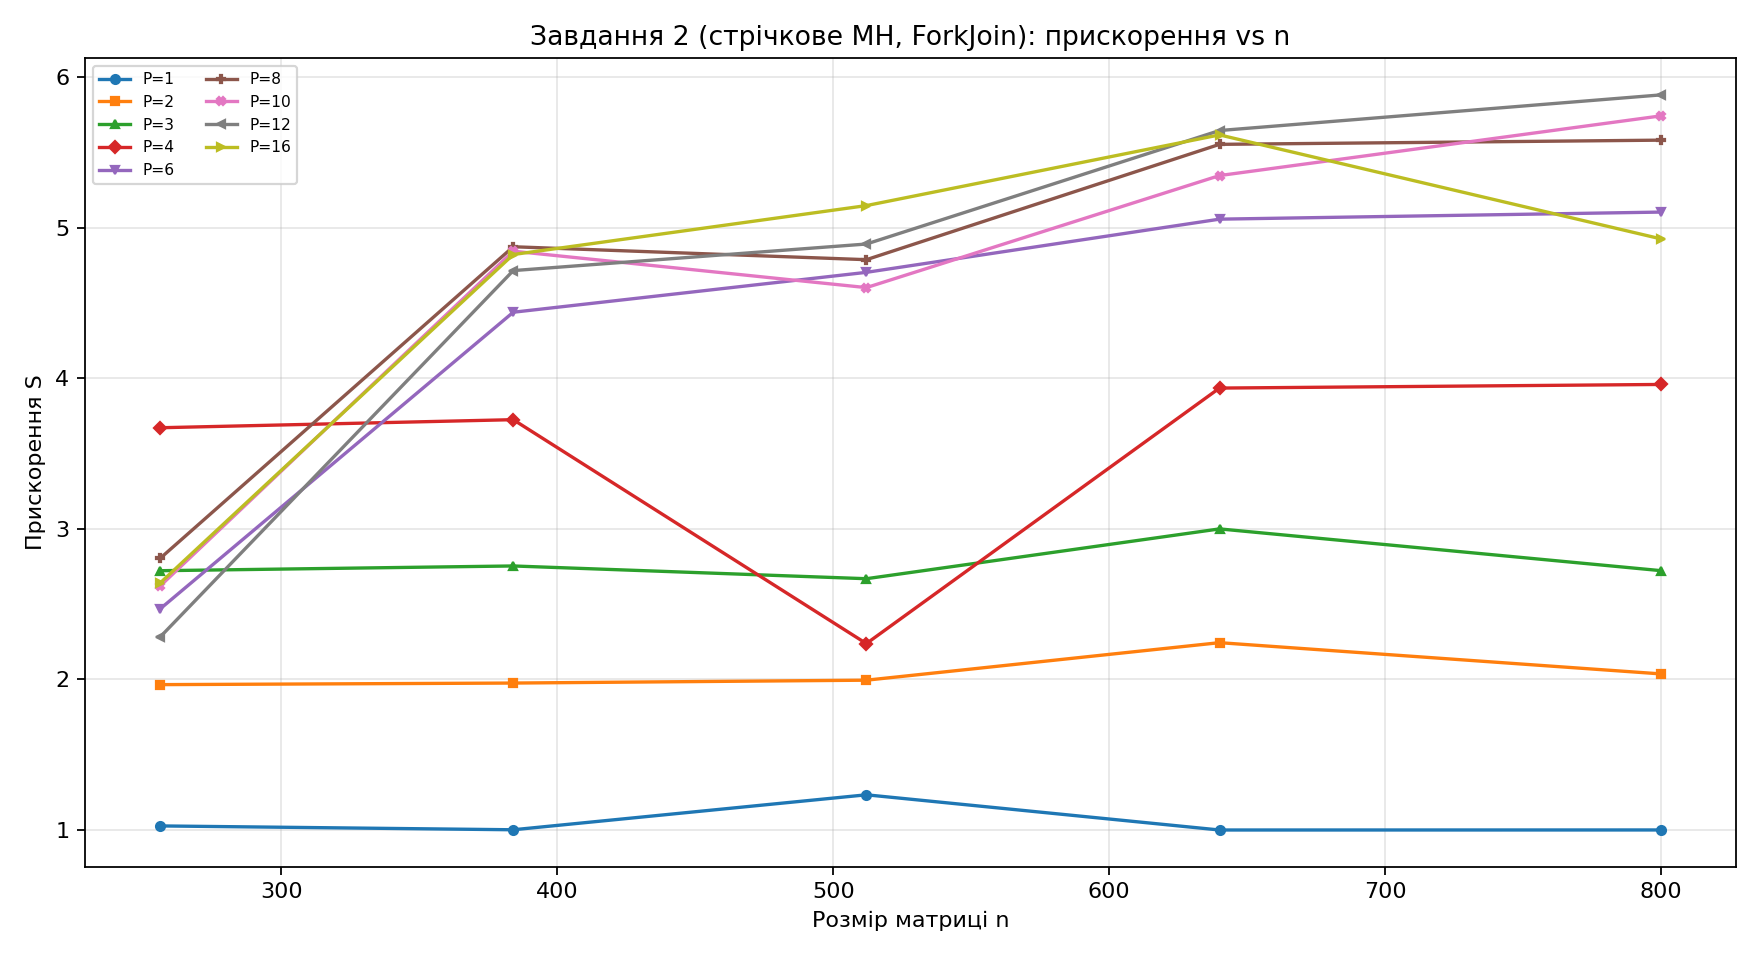 Завдання 2 (стрічкове МН, ForkJoin): прискорення vs n
Прискорення S
6
5
4
3
2
1
P=1
P=2
P=3
P=4
P=6
P=8
P=10
P=12
P=16
300
400
500
600
700
800
Розмір матриці n